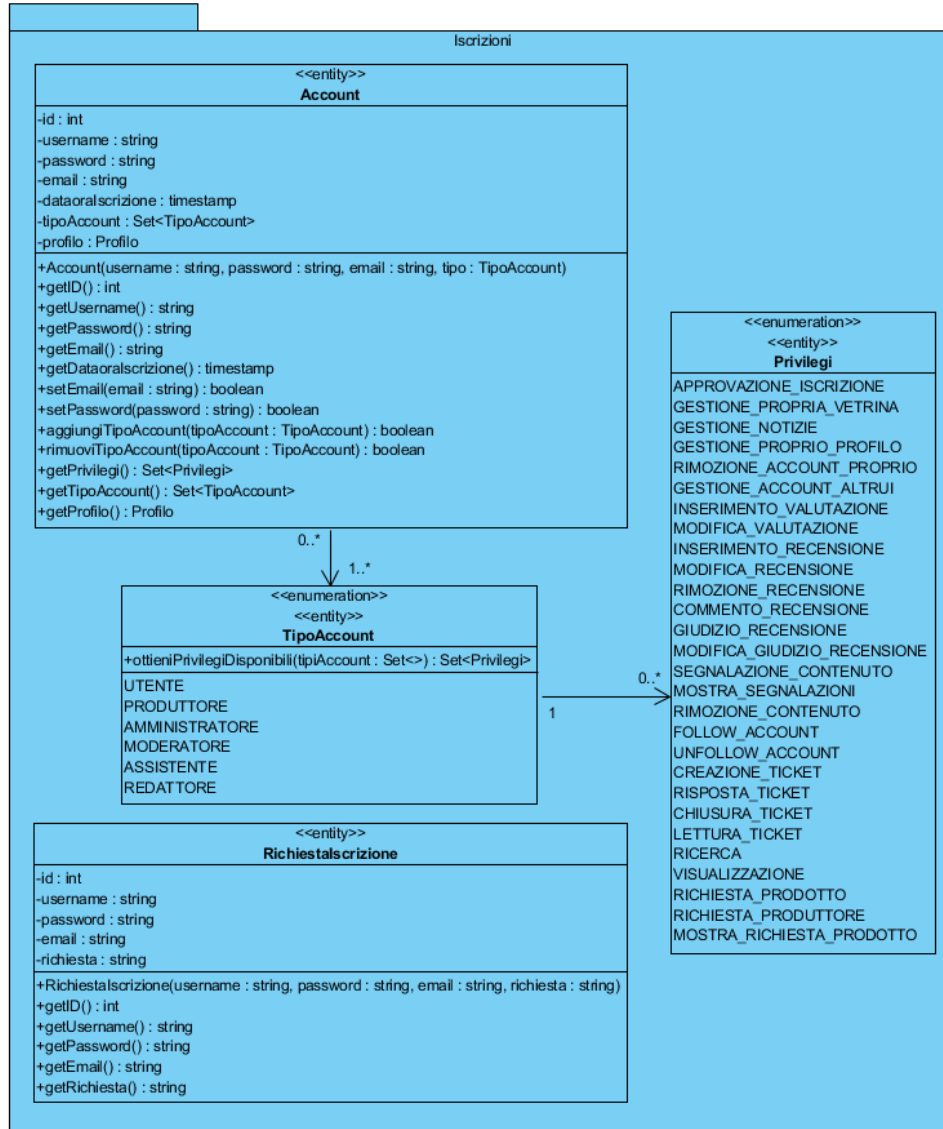 Iscrizioni
<<entity>>
Account
-id : int
-username : string
-password : string
-email : string
-dataoraIscrizione : timestamp
-tipoAccount : Set<TipoAccount>
-profilo : Profilo
+Account(username : string, password : string, email : string, tipo : TipoAccount)
+getID() : int
+getUsername() : string
+getPassword() : string
+getEmail() : string
+getDataoraIscrizione() : timestamp
+setEmail(email : string) : boolean
+setPassword(password : string) : boolean
+aggiungiTipoAccount(tipoAccount : TipoAccount) : boolean
+rimuoviTipoAccount(tipoAccount : TipoAccount) : boolean
+getPrivilegi() : Set<Privilegi>
+getTipoAccount() : Set<TipoAccount>
+getProfilo() : Profilo
0..*
1..*
<<enumeration>>
<<entity>>
TipoAccount
+ottieniPrivilegiDisponibili(tipiAccount : Set<>) : Set<Privilegi>
UTENTE
PRODUTTORE
AMMINISTRATORE
MODERATORE
ASSISTENTE
REDATTORE
1
0..*
<<enumeration>>
<<entity>>
Privilegi
APPROVAZIONE_ISCRIZIONE
GESTIONE_PROPRIA_VETRINA
GESTIONE_NOTIZIE
GESTIONE_PROPRIO_PROFILO
RIMOZIONE_ACCOUNT_PROPRIO
GESTIONE_ACCOUNT_ALTRUI
INSERIMENTO_VALUTAZIONE
MODIFICA_VALUTAZIONE
INSERIMENTO_RECENSIONE
MODIFICA_RECENSIONE
RIMOZIONE_RECENSIONE
COMMENTO_RECENSIONE
GIUDIZIO_RECENSIONE
MODIFICA_GIUDIZIO_RECENSIONE
SEGNALAZIONE_CONTENUTO
MOSTRA_SEGNALAZIONI
RIMOZIONE_CONTENUTO
FOLLOW_ACCOUNT
UNFOLLOW_ACCOUNT
CREAZIONE_TICKET
RISPOSTA_TICKET
CHIUSURA_TICKET
LETTURA_TICKET
RICERCA
VISUALIZZAZIONE
RICHIESTA_PRODOTTO
RICHIESTA_PRODUTTORE
MOSTRA_RICHIESTA_PRODOTTO
<<entity>>
RichiestaIscrizione
-id : int
-username : string
-password : string
-email : string
-richiesta : string
+RichiestaIscrizione(username : string, password : string, email : string, richiesta : string)
+getID() : int
+getUsername() : string
+getPassword() : string
+getEmail() : string
+getRichiesta() : string